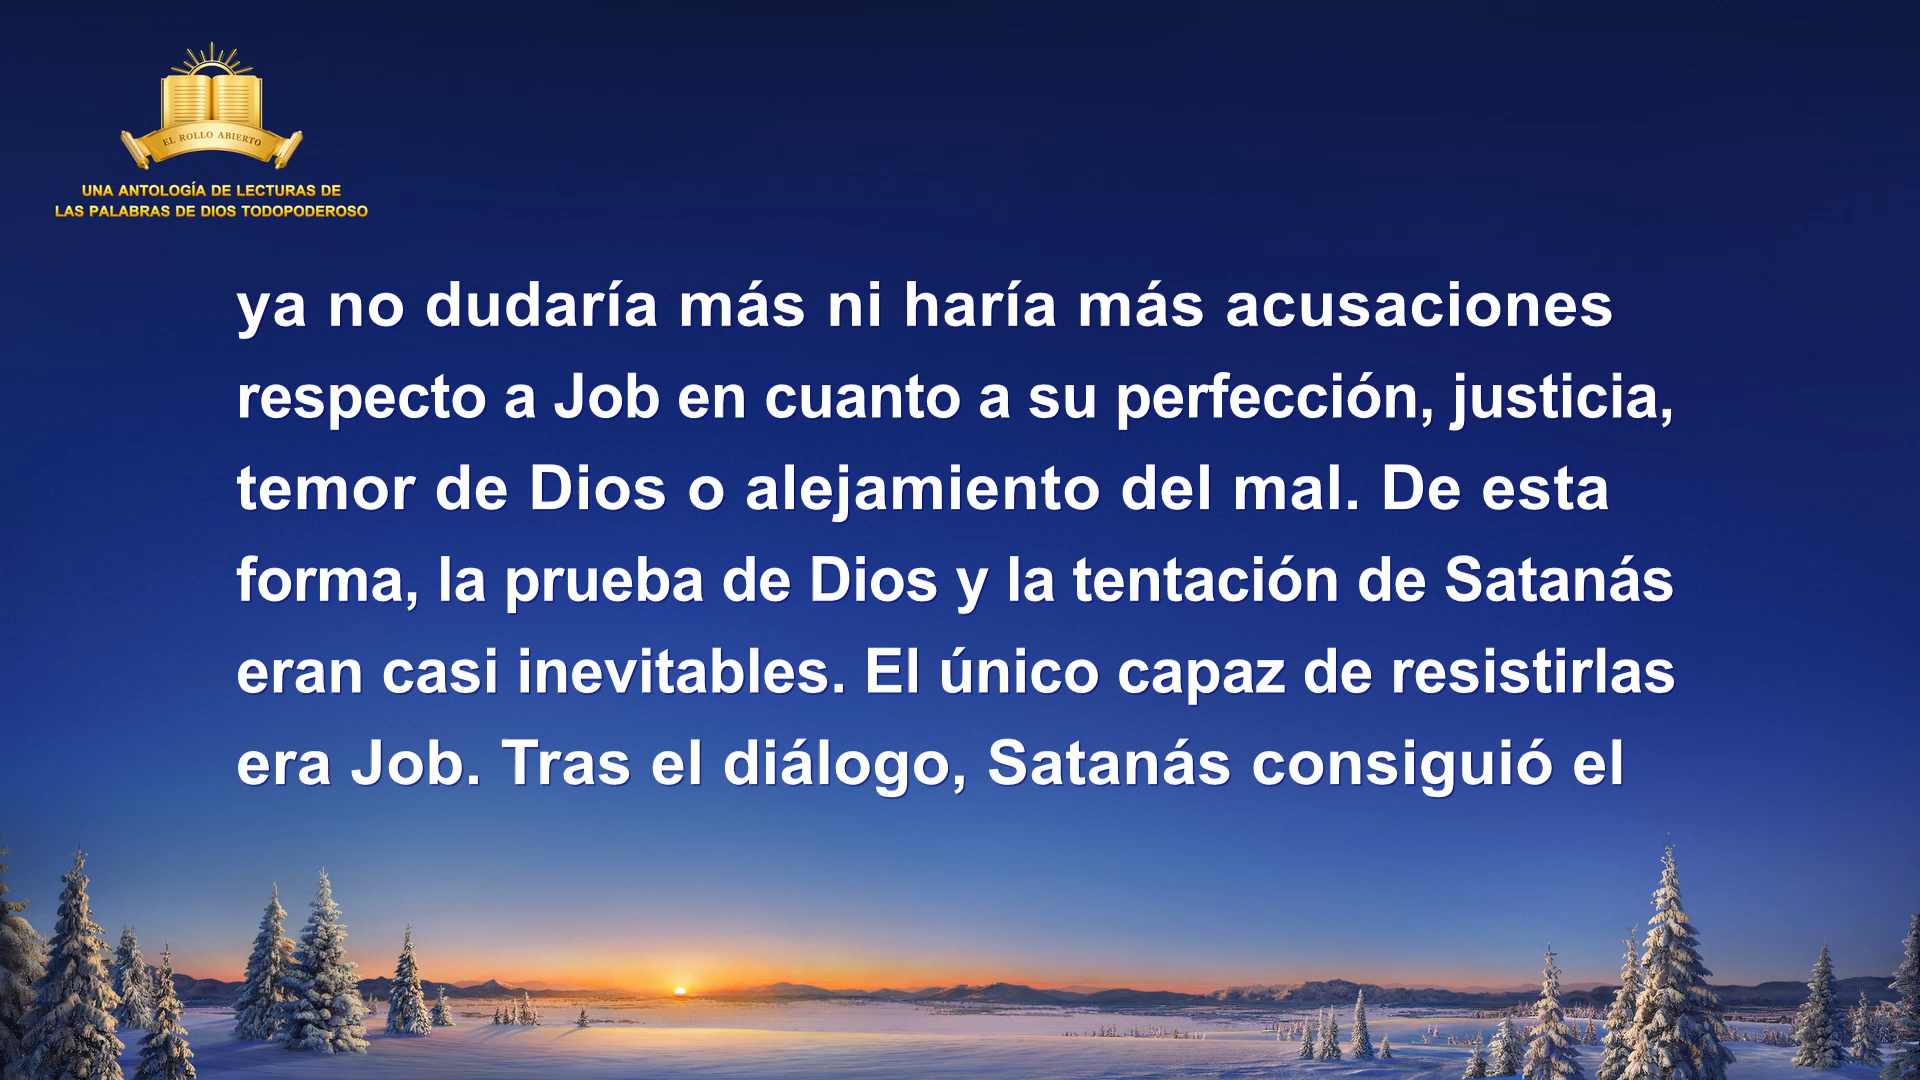 EL ROLLO ABIERTO
UNA ANTOLOGÍA DE LECTURAS DE
LAS PALABRAS DE DIOS TODOPODEROSO
ya no dudaría más ni haría más acusaciones
respecto a Job en cuanto a su perfección, justicia,
temor de Dios o alejamiento del mal. De esta
forma, la prueba de Dios y la tentación de Satanás
eran casi inevitables. El único capaz de resistirlas
era Job. Tras el diálogo, Satanás consiguió el